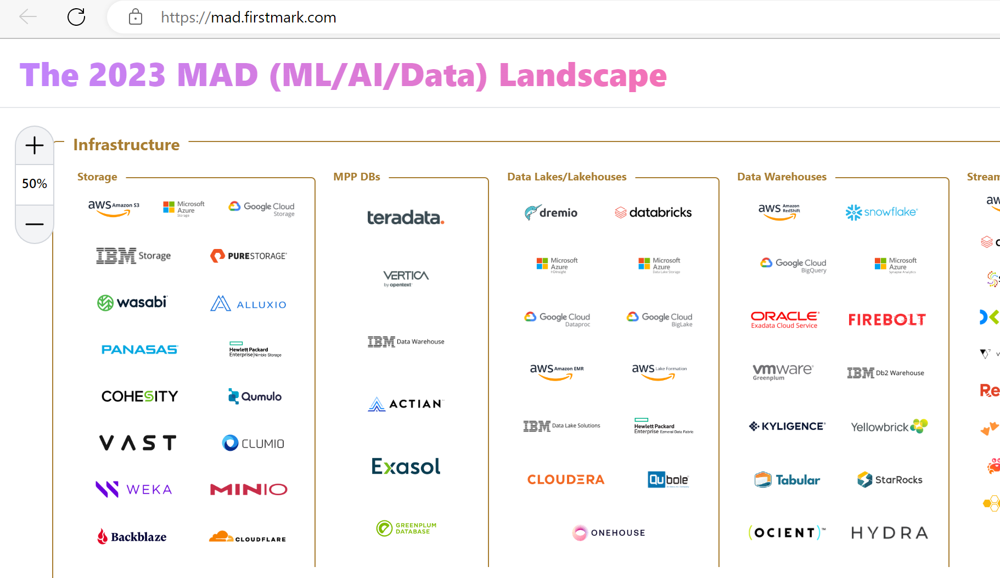 https://mad.firstmark.com
The 2023 MAD (ML/AI/Data) Landscape
Infrastructure
50%
Storage
aws Amazon S3
Microsoft Azure Storage
Google Cloud Storage
IBM Storage
PURESTORAGE
wasabi
ALLUXIO
PANASAS
Hewlett Packard Enterprise Nimble Storage
COHESITY
Qumulo
VAST
CLUMIO
WEKA
MINIO
Backblaze
CLOUDFLARE
MPP DBs
teradata.
VERTICA
by opentext
IBM Data Warehouse
ACTIAN
Exasol
GREENPLUM
DATABASE
Data Lakes/Lakehouses
dremio
databricks
Microsoft Azure HDInsight
Microsoft Azure Data Lake Storage
Google Cloud Dataproc
Google Cloud BigLake
aws Amazon EMR
aws Lake Formation
IBM Data Lake Solutions
Hewlett Packard Enterprise Ezmeral Data Fabric
CLOUDERA
Qubole
ONEHOUSE
Data Warehouses
aws Amazon RedShift
snowflake
Google Cloud BigQuery
Microsoft Azure Synapse Analytics
ORACLE
Exadata Cloud Service
FIREBOLT
vmware
Greenplum
IBM Db2 Warehouse
KYLIGENCE
Yellowbrick
Tabular
StarRocks
(OCIENT)™
HYDRA
Stream
aw
Re